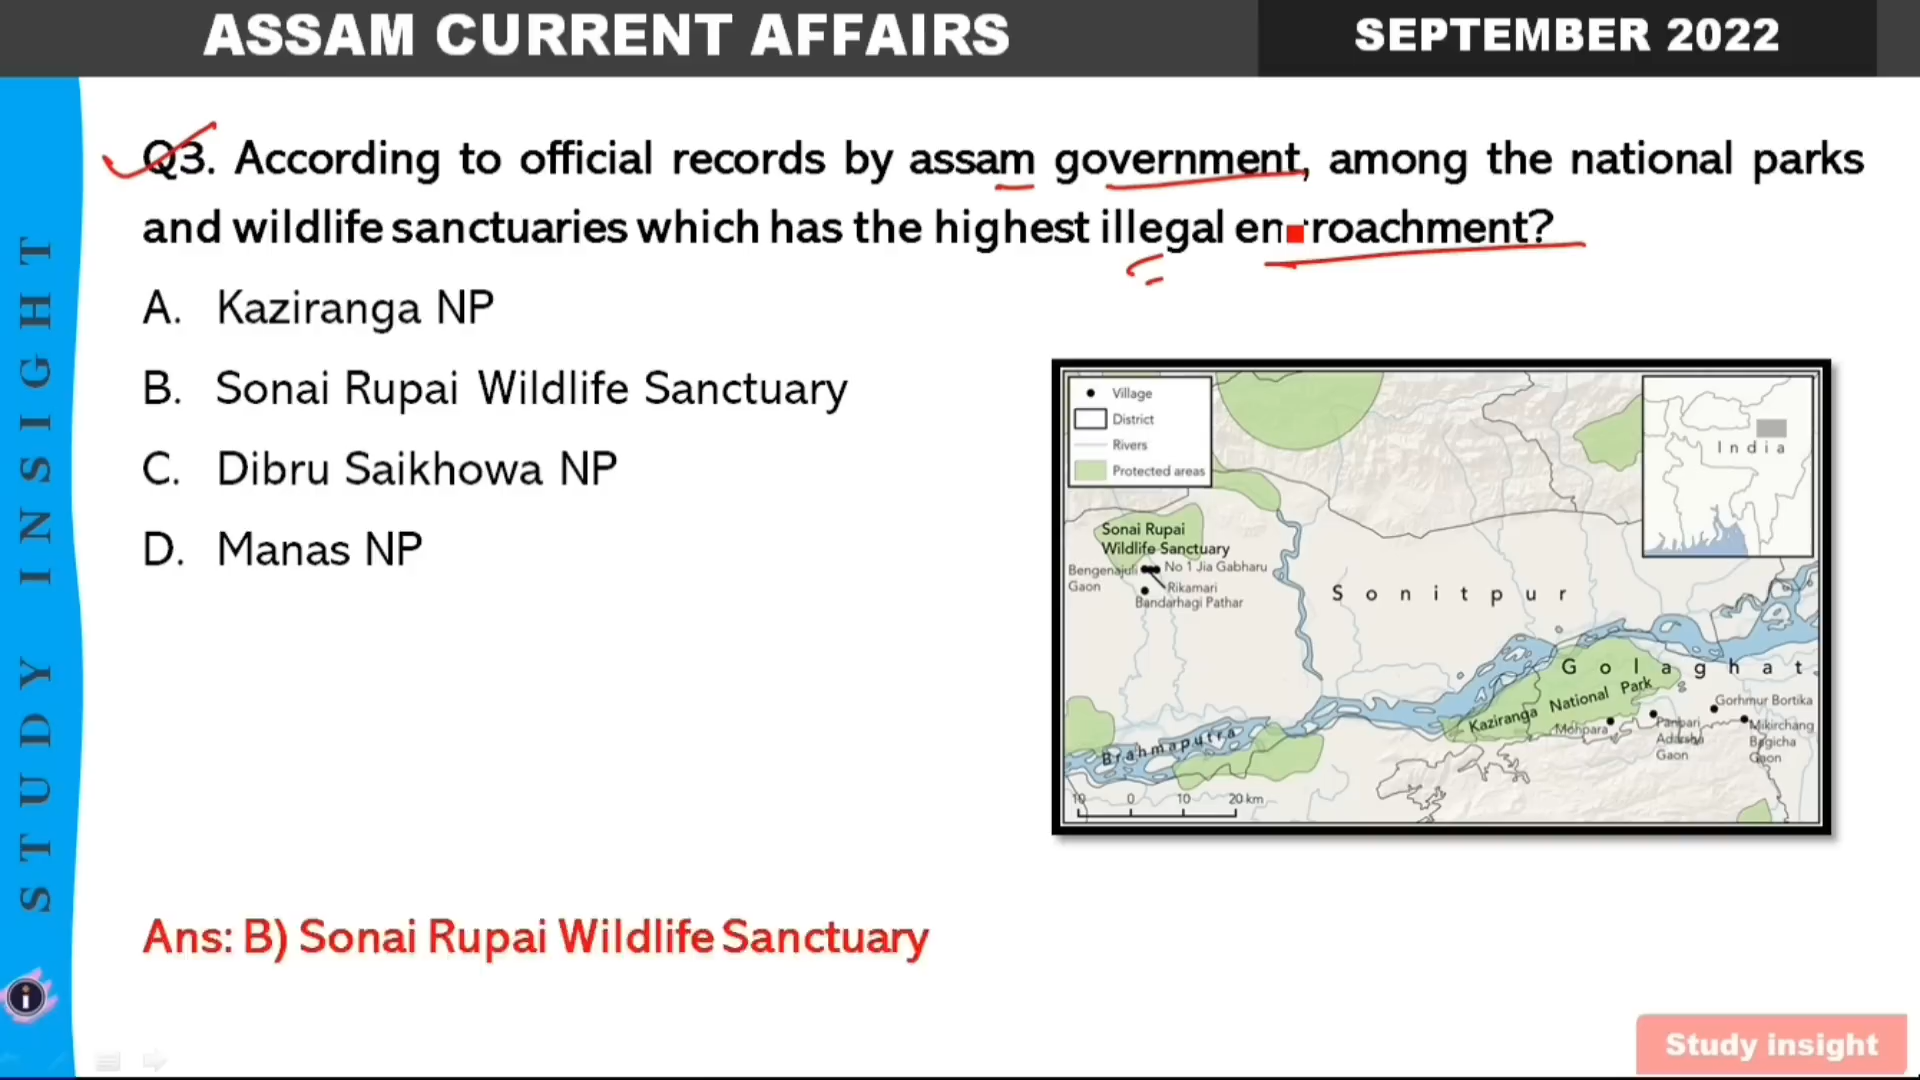 ASSAM CURRENT AFFAIRS
SEPTEMBER 2022
STUDY INSIGHT
Q3. According to official records by assam government, among the national parks
and wildlife sanctuaries which has the highest illegal encroachment?
A. Kaziranga NP
B. Sonai Rupai Wildlife Sanctuary
C. Dibru Saikhowa NP
D. Manas NP
Village
District
Rivers
Protected areas
India
Sonai Rupai
Wildlife Sanctuary
Bengenajuli
Gaon
No 1 Jia Gabharu
Rikamari
Bandarhagi Pathar
Sonitpur
Golaghat
Kaziranga National Park
Gorhmur Bortika
Mohpara
Panbari
Adarsha
Gaon
Mikirchang
Bagicha
Gaon
Brahmaputra
10 0 10 20 km
Ans: B) Sonai Rupai Wildlife Sanctuary
i
Study insight